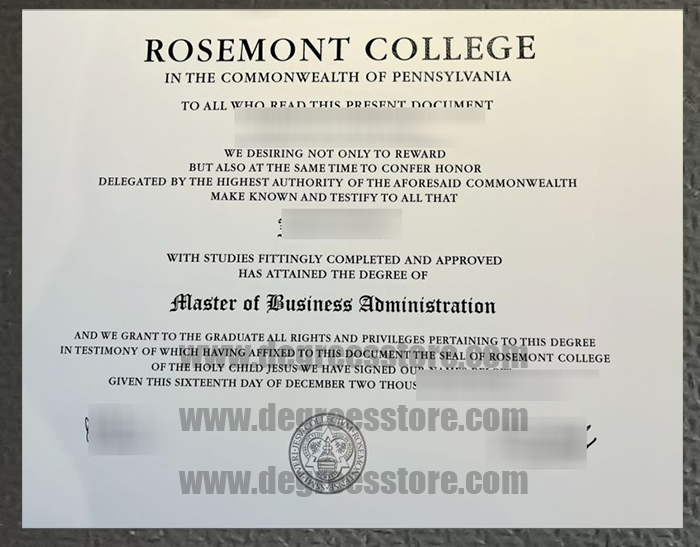 ROSEMONT COLLEGE
IN THE COMMONWEALTH OF PENNSYLVANIA
TO ALL WHO READ THIS PRESENT DOCUMENT
WE DESIRING NOT ONLY TO REWARD
BUT ALSO AT THE SAME TIME TO CONFER HONOR
DELEGATED BY THE HIGHEST AUTHORITY OF THE AFORESAID COMMONWEALTH
MAKE KNOWN AND TESTIFY TO ALL THAT
WITH STUDIES FITTINGLY COMPLETED AND APPROVED
HAS ATTAINED THE DEGREE OF
Master of Business Administration
AND WE GRANT TO THE GRADUATE ALL RIGHTS AND PRIVILEGES PERTAINING TO THIS DEGREE
IN TESTIMONY OF WHICH HAVING AFFIXED TO THIS DOCUMENT THE SEAL OF ROSEMONT COLLEGE
www.degreesstore.com
OF THE HOLY CHILD JESUS WE HAVE SIGNED OUR
GIVEN THIS SIXTEENTH DAY OF DECEMBER TWO THOUS
www.degreesstore.com
www.degreesstore.com